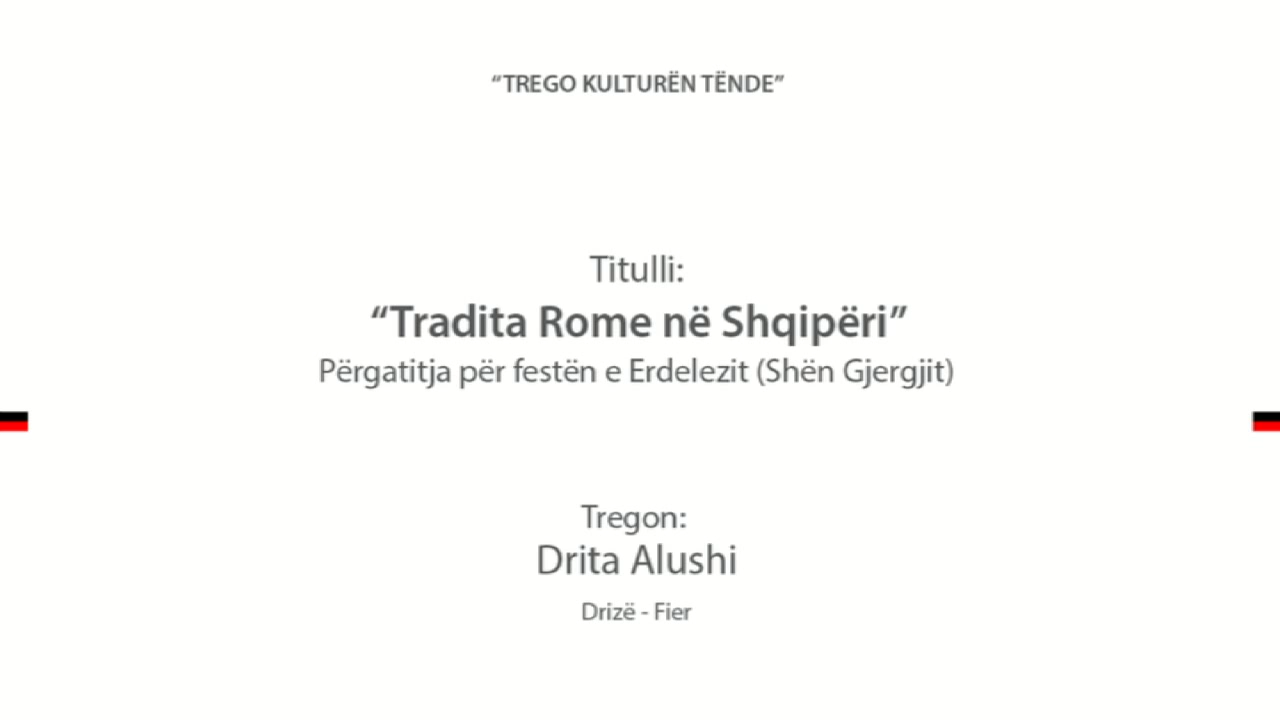 “TREGO KULTURËN TËNDE”
Titulli:
“Tradita Rome në Shqipëri”
Përgatitja për festën e Erdelezit (Shën Gjergjit)
Tregon:
Drita Alushi
Drizë - Fier